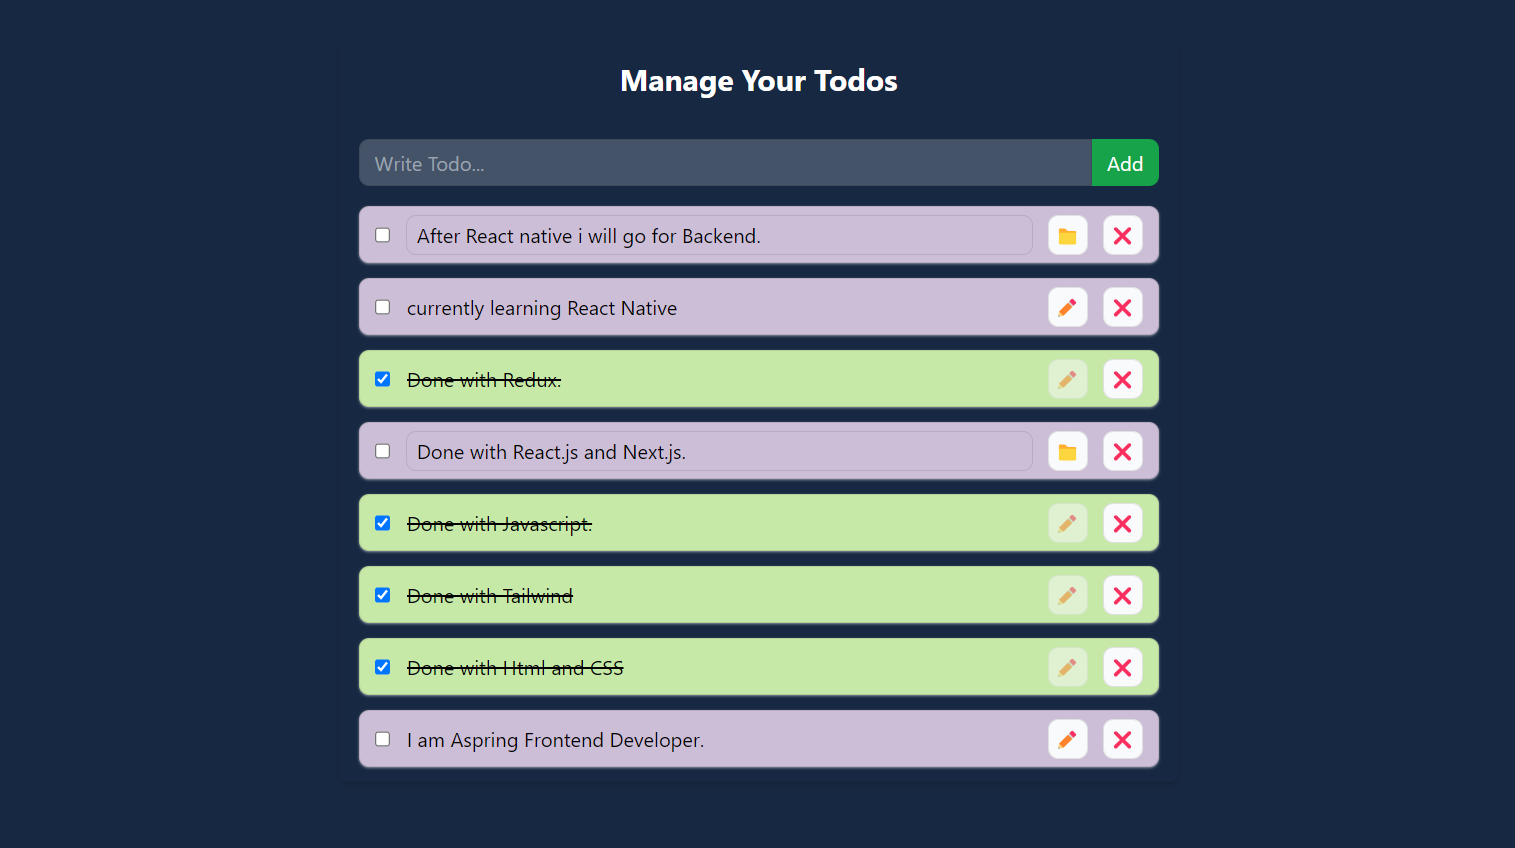 Manage Your Todos
Write Todo...
Add
After React native i will go for Backend.
currently learning React Native
Done with Redux.
Done with React.js and Next.js.
Done with Javascript.
Done with Tailwind
Done with Html and CSS
I am Aspring Frontend Developer.